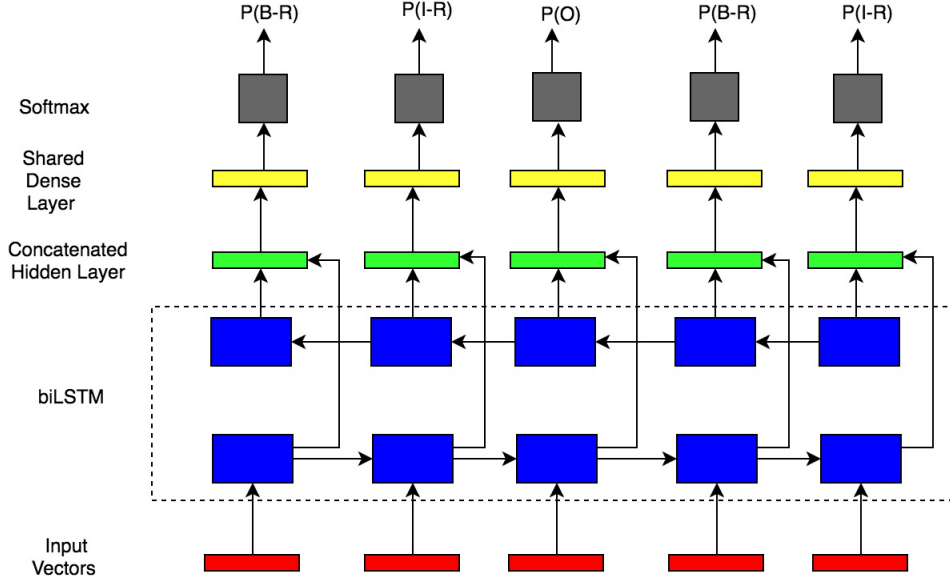 P(B-R) P(I-R) P(O) P(B-R) P(I-R)
Softmax
Shared
Dense
Layer
Concatenated
Hidden Layer
biLSTM
Input
Vectors